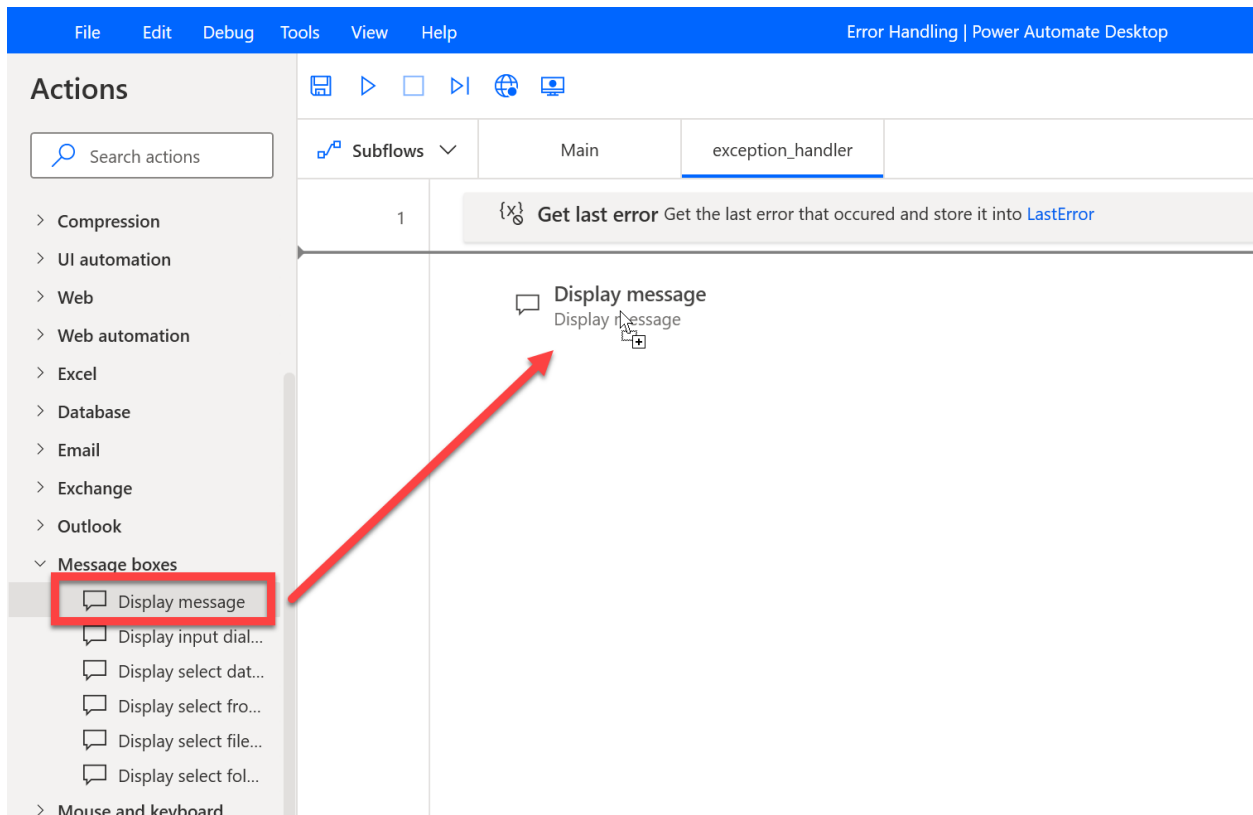 File Edit Debug Tools View Help Error Handling | Power Automate Desktop
Actions
Search actions
Subflows Main exception_handler
Compression
UI automation
Web
Web automation
Excel
Database
Email
Exchange
Outlook
Message boxes
Display message
Display input dial...
Display select dat...
Display select fro...
Display select file...
Display select fol...
Mouse and keyboard
1 {x} Get last error Get the last error that occured and store it into LastError
Display message
Display message